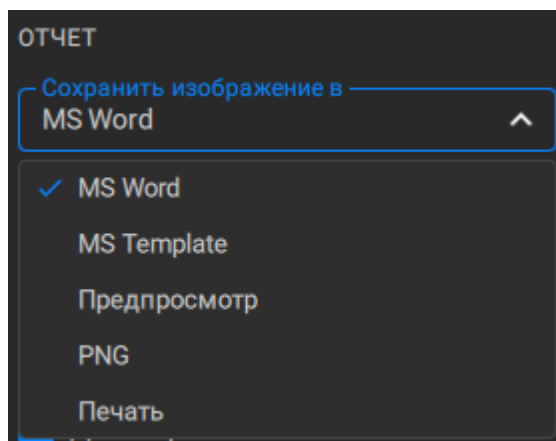 ОТЧЕТ
Сохранить изображение в
MS Word
MS Word
MS Template
Предпросмотр
PNG
Печать